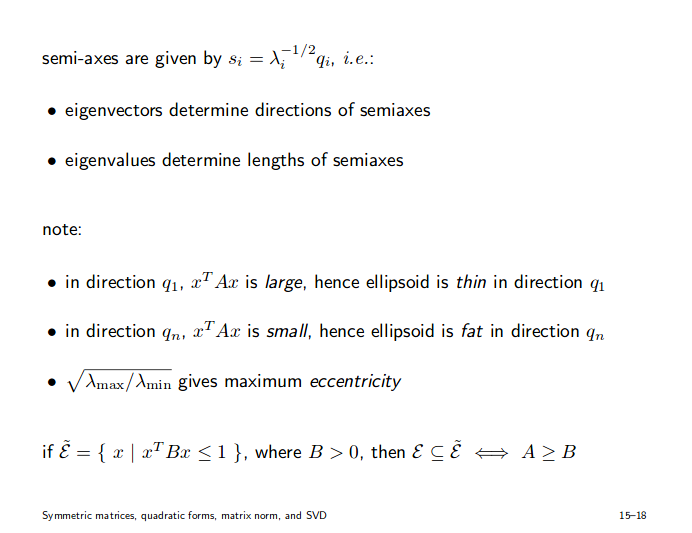 semi-axes are given by $s_i = \lambda_i^{-1/2} q_i$, i.e.:
• eigenvectors determine directions of semiaxes
• eigenvalues determine lengths of semiaxes
note:
• in direction $q_1$, $x^T Ax$ is large, hence ellipsoid is thin in direction $q_1$
• in direction $q_n$, $x^T Ax$ is small, hence ellipsoid is fat in direction $q_n$
• $\sqrt{\lambda_{\max}/\lambda_{\min}}$ gives maximum eccentricity
if $\tilde{\mathcal{E}} = \{ x \mid x^T Bx \leq 1 \}$, where $B > 0$, then $\mathcal{E} \subseteq \tilde{\mathcal{E}} \iff A \geq B$
Symmetric matrices, quadratic forms, matrix norm, and SVD 15–18